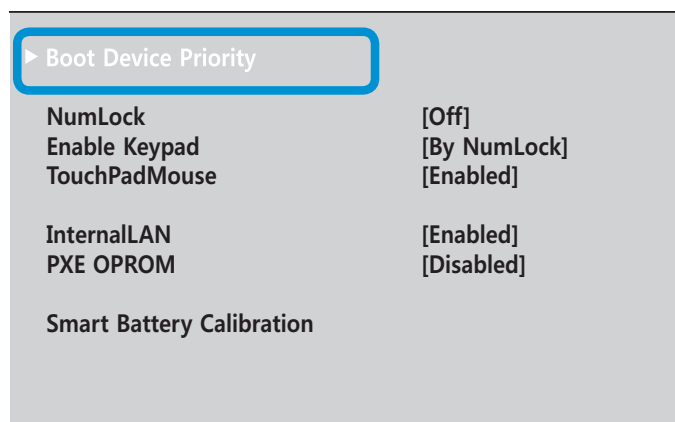 ▶ Boot Device Priority
NumLock [Off]
Enable Keypad [By NumLock]
TouchPadMouse [Enabled]
InternalLAN [Enabled]
PXE OPROM [Disabled]
Smart Battery Calibration